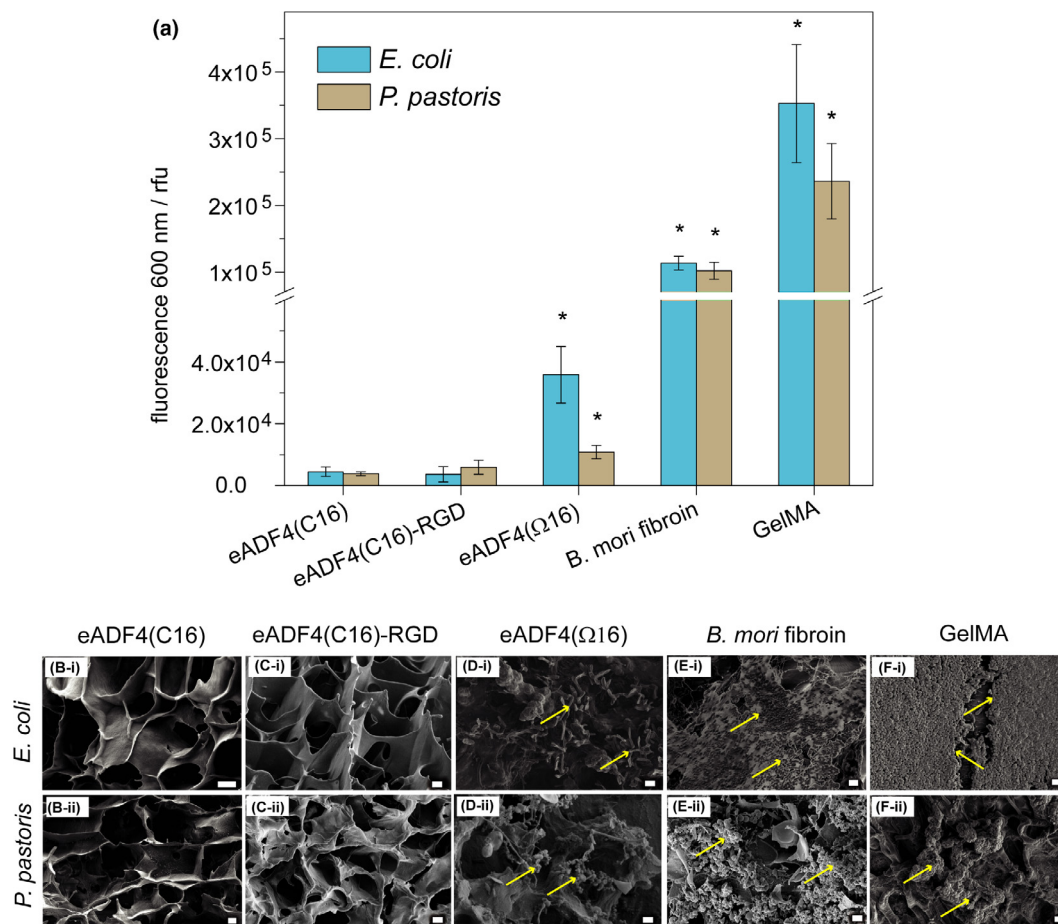 (a)
E. coli
P. pastoris
fluorescence 600 nm / rfu
4x10⁵
3x10⁵
2x10⁵
1x10⁵
4.0x10⁴
2.0x10⁴
0.0
* * * * * *
eADF4(C16)
eADF4(C16)-RGD
eADF4(Ω16)
B. mori fibroin
GelMA
eADF4(C16) eADF4(C16)-RGD eADF4(Ω16) B. mori fibroin GelMA
E. coli
(B-i) (C-i) (D-i) (E-i) (F-i)
P. pastoris
(B-ii) (C-ii) (D-ii) (E-ii) (F-ii)